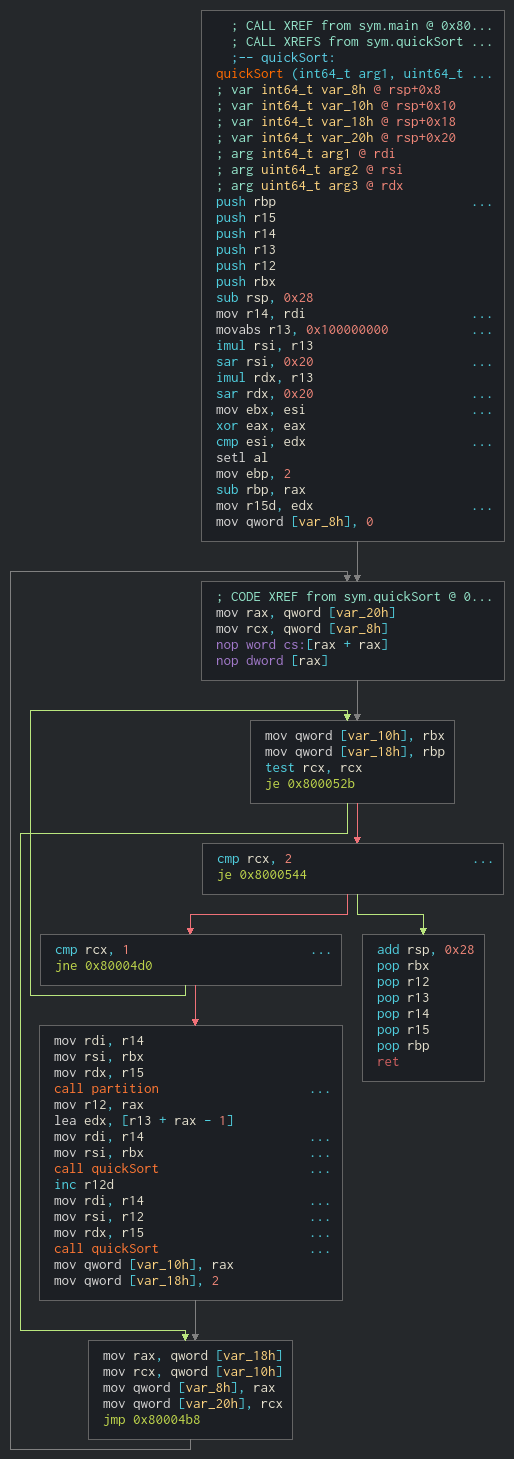 ; CALL XREF from sym.main @ 0x80...
; CALL XREFS from sym.quickSort ...
;-- quickSort:
quickSort (int64_t arg1, uint64_t ...
; var int64_t var_8h @ rsp+0x8
; var int64_t var_10h @ rsp+0x10
; var int64_t var_18h @ rsp+0x18
; var int64_t var_20h @ rsp+0x20
; arg int64_t arg1 @ rdi
; arg uint64_t arg2 @ rsi
; arg uint64_t arg3 @ rdx
push rbp ...
push r15
push r14
push r13
push r12
push rbx
sub rsp, 0x28
mov r14, rdi ...
movabs r13, 0x100000000 ...
imul rsi, r13
sar rsi, 0x20 ...
imul rdx, r13
sar rdx, 0x20 ...
mov ebx, esi ...
xor eax, eax
cmp esi, edx ...
setl al
mov ebp, 2
sub rbp, rax
mov r15d, edx ...
mov qword [var_8h], 0
; CODE XREF from sym.quickSort @ 0...
mov rax, qword [var_20h]
mov rcx, qword [var_8h]
nop word cs:[rax + rax]
nop dword [rax]
mov qword [var_10h], rbx
mov qword [var_18h], rbp
test rcx, rcx
je 0x800052b
cmp rcx, 2 ...
je 0x8000544
cmp rcx, 1 ...
jne 0x80004d0
add rsp, 0x28
pop rbx
pop r12
pop r13
pop r14
pop r15
pop rbp
ret
mov rdi, r14
mov rsi, rbx
mov rdx, r15
call partition ...
mov r12, rax
lea edx, [r13 + rax - 1]
mov rdi, r14 ...
mov rsi, rbx ...
call quickSort ...
inc r12d
mov rdi, r14 ...
mov rsi, r12 ...
mov rdx, r15 ...
call quickSort ...
mov qword [var_10h], rax
mov qword [var_18h], 2
mov rax, qword [var_18h]
mov rcx, qword [var_10h]
mov qword [var_8h], rax
mov qword [var_20h], rcx
jmp 0x80004b8